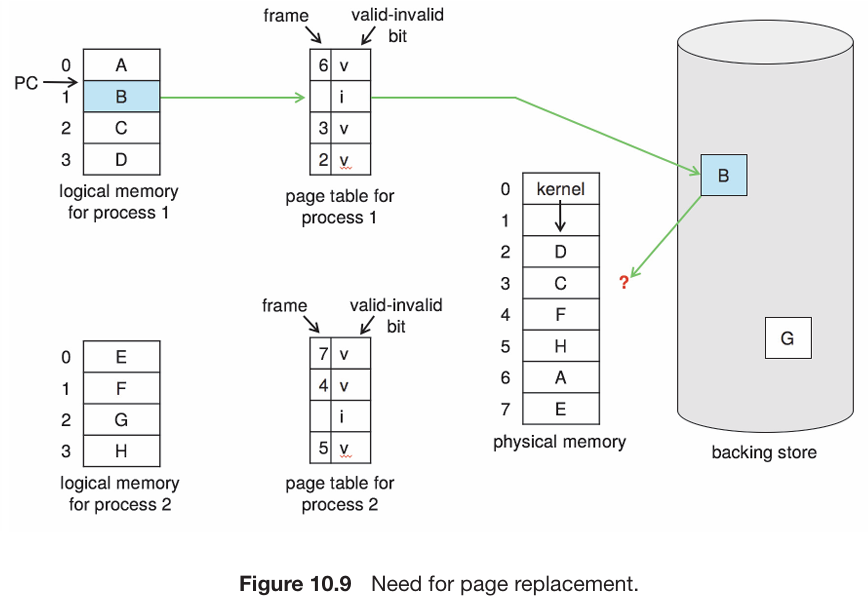 frame valid-invalid
bit
0 A 6 v
PC
1 B i
2 C 3 v
3 D 2 v
logical memory
for process 1
page table for
process 1
B
0 kernel
1
2 D
3 C ?
4 F
5 H
6 A
7 E
physical memory
G
backing store
frame valid-invalid
bit
0 E 7 v
1 F 4 v
2 G i
3 H 5 v
logical memory
for process 2
page table for
process 2
Figure 10.9 Need for page replacement.